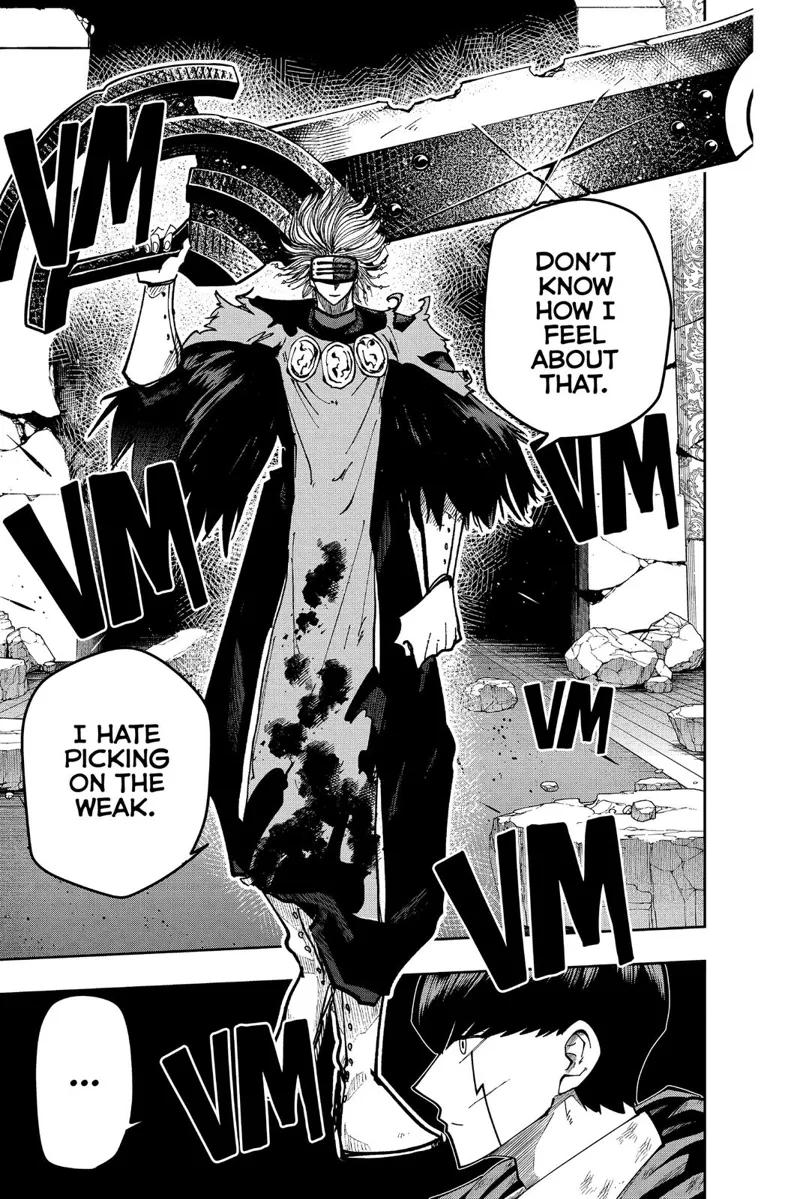 DON'T
KNOW
HOW I
FEEL
ABOUT
THAT.
VM
VM
VM
I HATE
PICKING
ON THE
WEAK.
VM
VM
VM
...